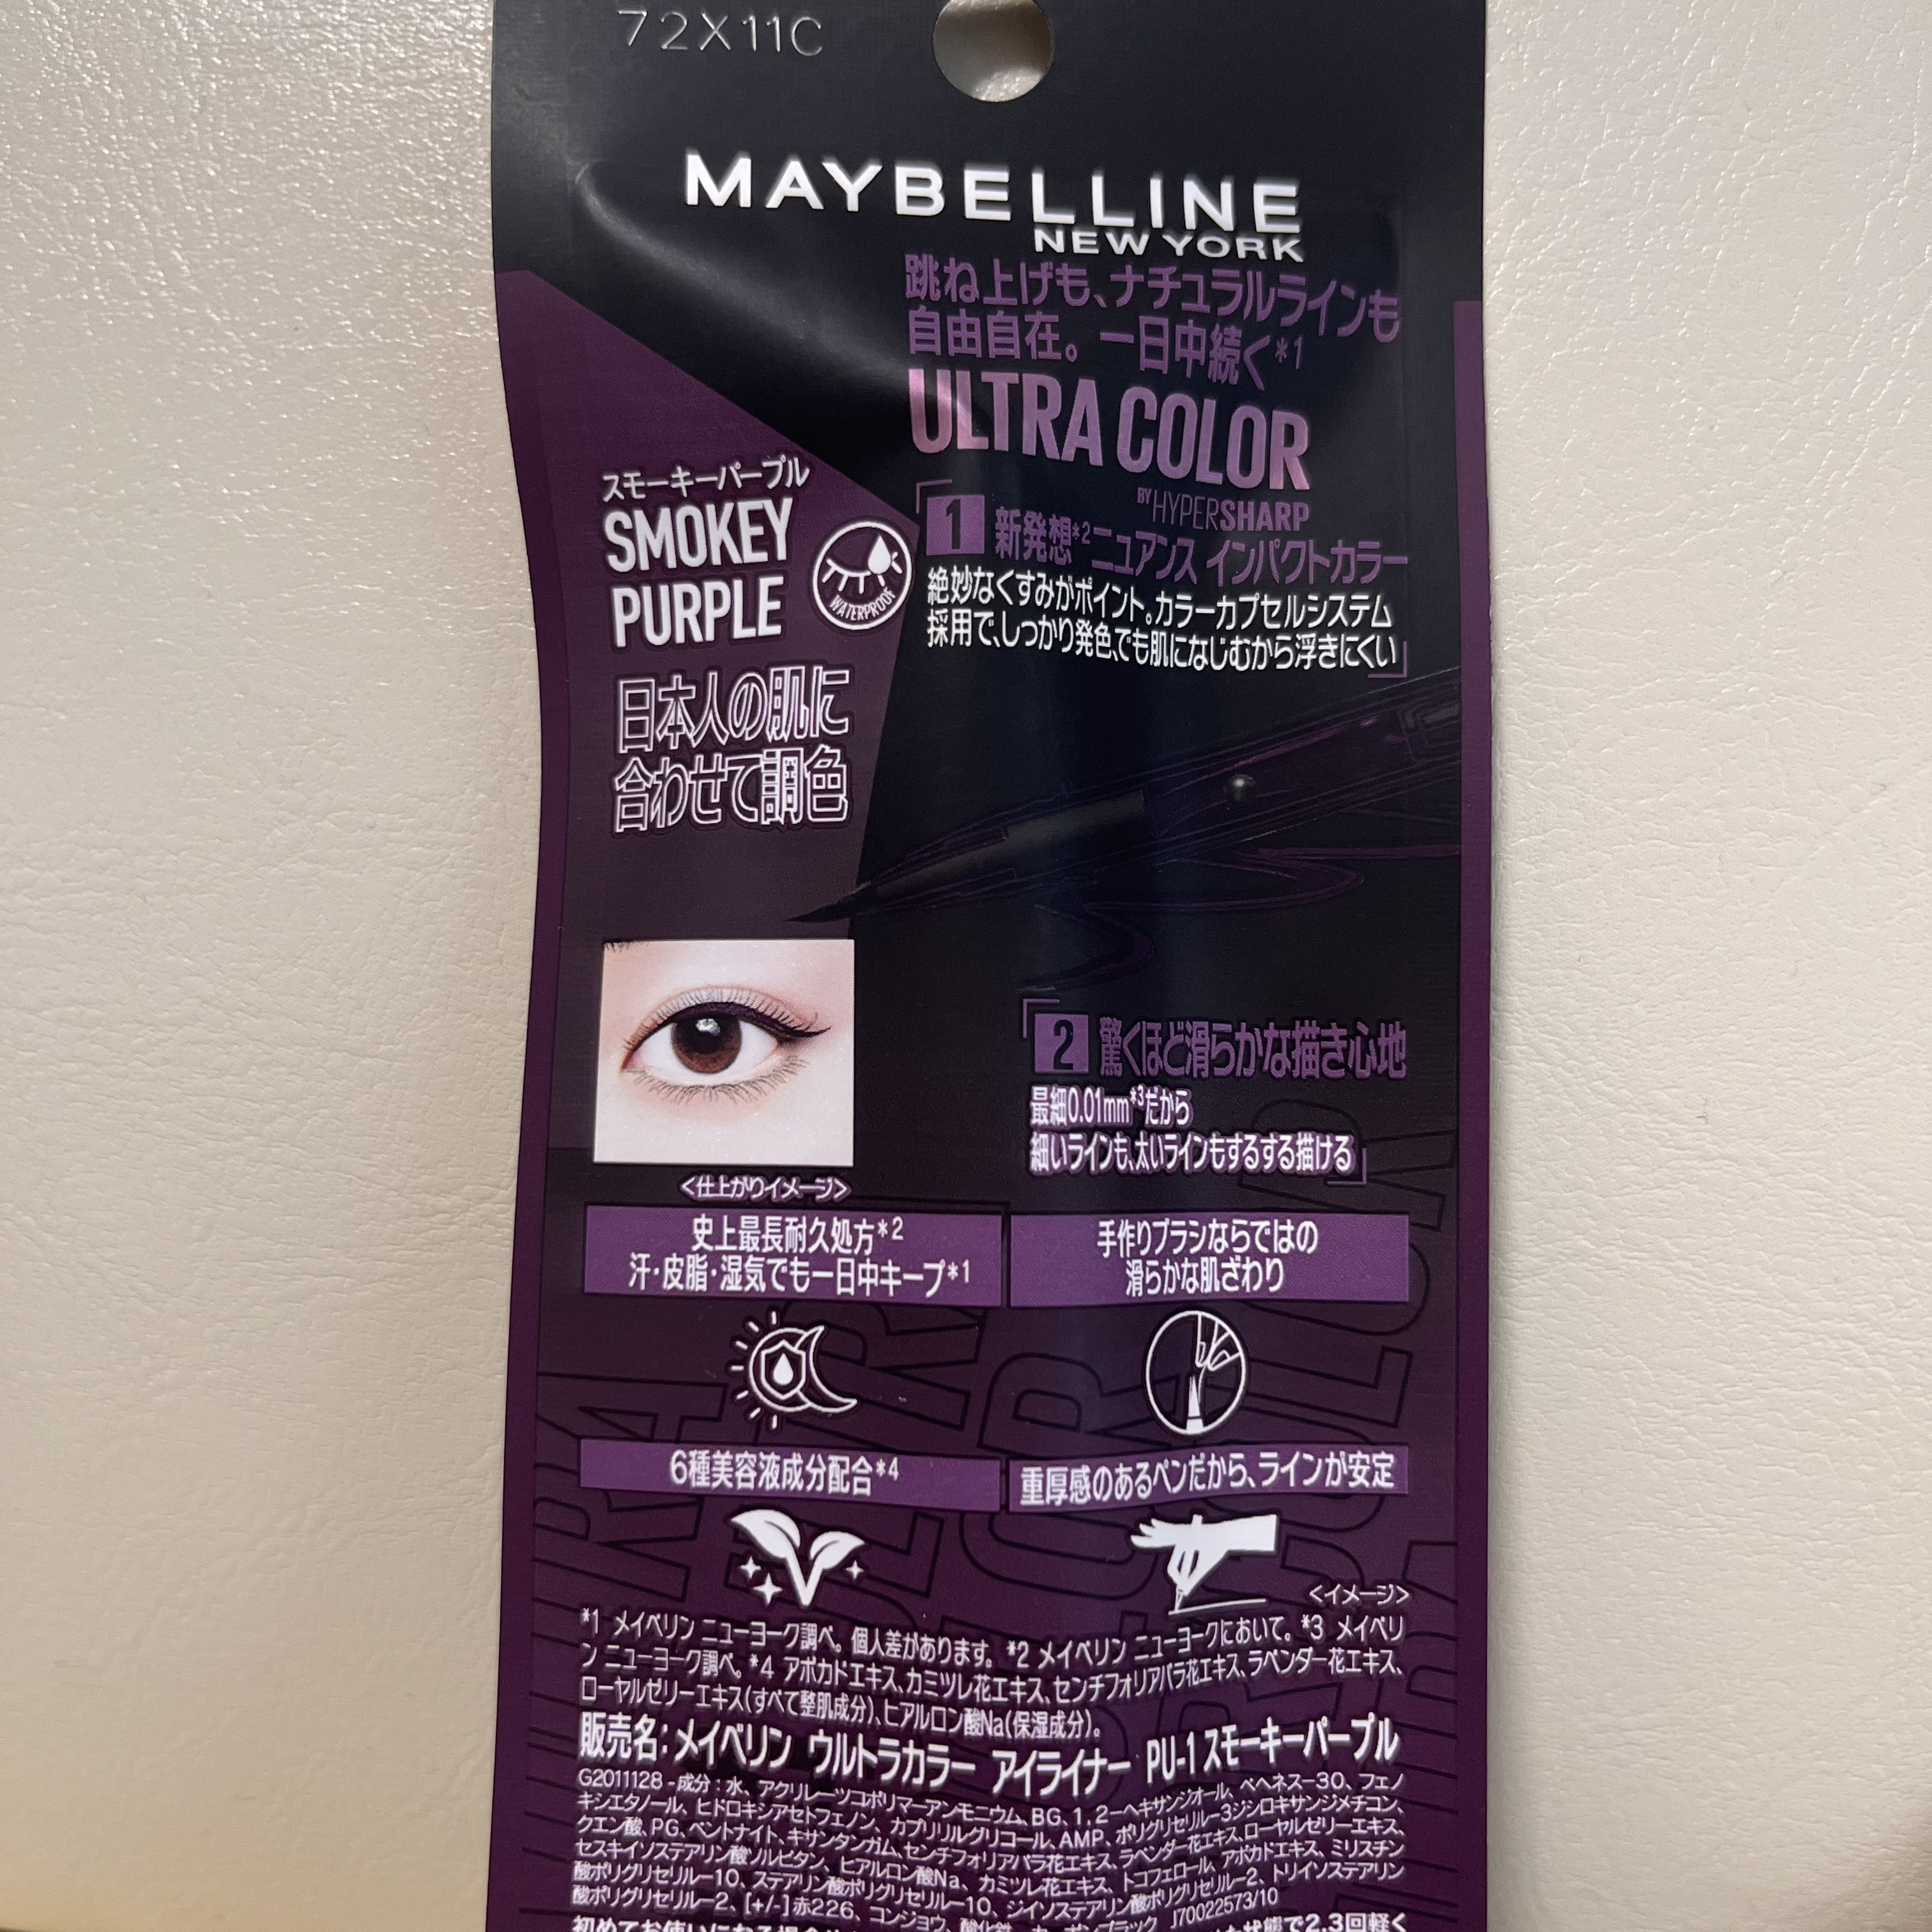 72X11C
MAYBELLINE
NEW YORK
跳ね上げも、ナチュラルラインも
自由自在。一日中続く*1
ULTRA COLOR
BY HYPERSHARP
スモーキーパープル
SMOKEY
PURPLE
WATERPROOF
日本人の肌に
合わせて調色
1 新発想*2ニュアンス インパクトカラー
絶妙なくすみがポイント。カラーカプセルシステム
採用で、しっかり発色、でも肌になじむから浮きにくい
2 驚くほど滑らかな描き心地
最細0.01mm*3だから
細いラインも、太いラインもするする描ける
<仕上がりイメージ>
史上最長耐久処方*2
汗・皮脂・湿気でも一日中キープ*1
手作りブラシならではの
滑らかな肌ざわり
6種美容液成分配合*4
重厚感のあるペンだから、ラインが安定
<イメージ>
*1 メイベリン ニューヨーク調べ。個人差があります。 *2 メイベリン ニューヨークにおいて。*3 メイベリ
ン ニューヨーク調べ。*4 アボカドエキス、カミツレ花エキス、センチフォリアバラ花エキス、ラベンダー花エキス、
ローヤルゼリーエキス(すべて整肌成分)、ヒアルロン酸Na(保湿成分)。
販売名：メイベリン ウルトラカラー アイライナー PU-1 スモーキーパープル
G2011128 - 成分：水、アクリレーツコポリマーアンモニウム、BG、1,2-ヘキサンジオール、ベヘネス-30、フェノ
キシエタノール、ヒドロキシアセトフェノン、カプリリルグリコール、AMP、ポリグリセリル-3ジシロキサンジメチコン、
クエン酸、PG、ベントナイト、キサンタンガム、センチフォリアバラ花エキス、ラベンダー花エキス、ローヤルゼリーエキス、
セスキイソステアリン酸ソルビタン、ヒアルロン酸Na、カミツレ花エキス、トコフェロール、アボカドエキス、ミリスチン
酸ポリグリセリル-10、ステアリン酸ポリグリセリル-10、ジイソステアリン酸ポリグリセリル-2、トリイソステアリン
酸ポリグリセリル-2、[+/-]赤226、コンジョウ、酸化鉄、カーボンブラック J70022573/10
初めてお使いになる場合 状態で2,3回軽く